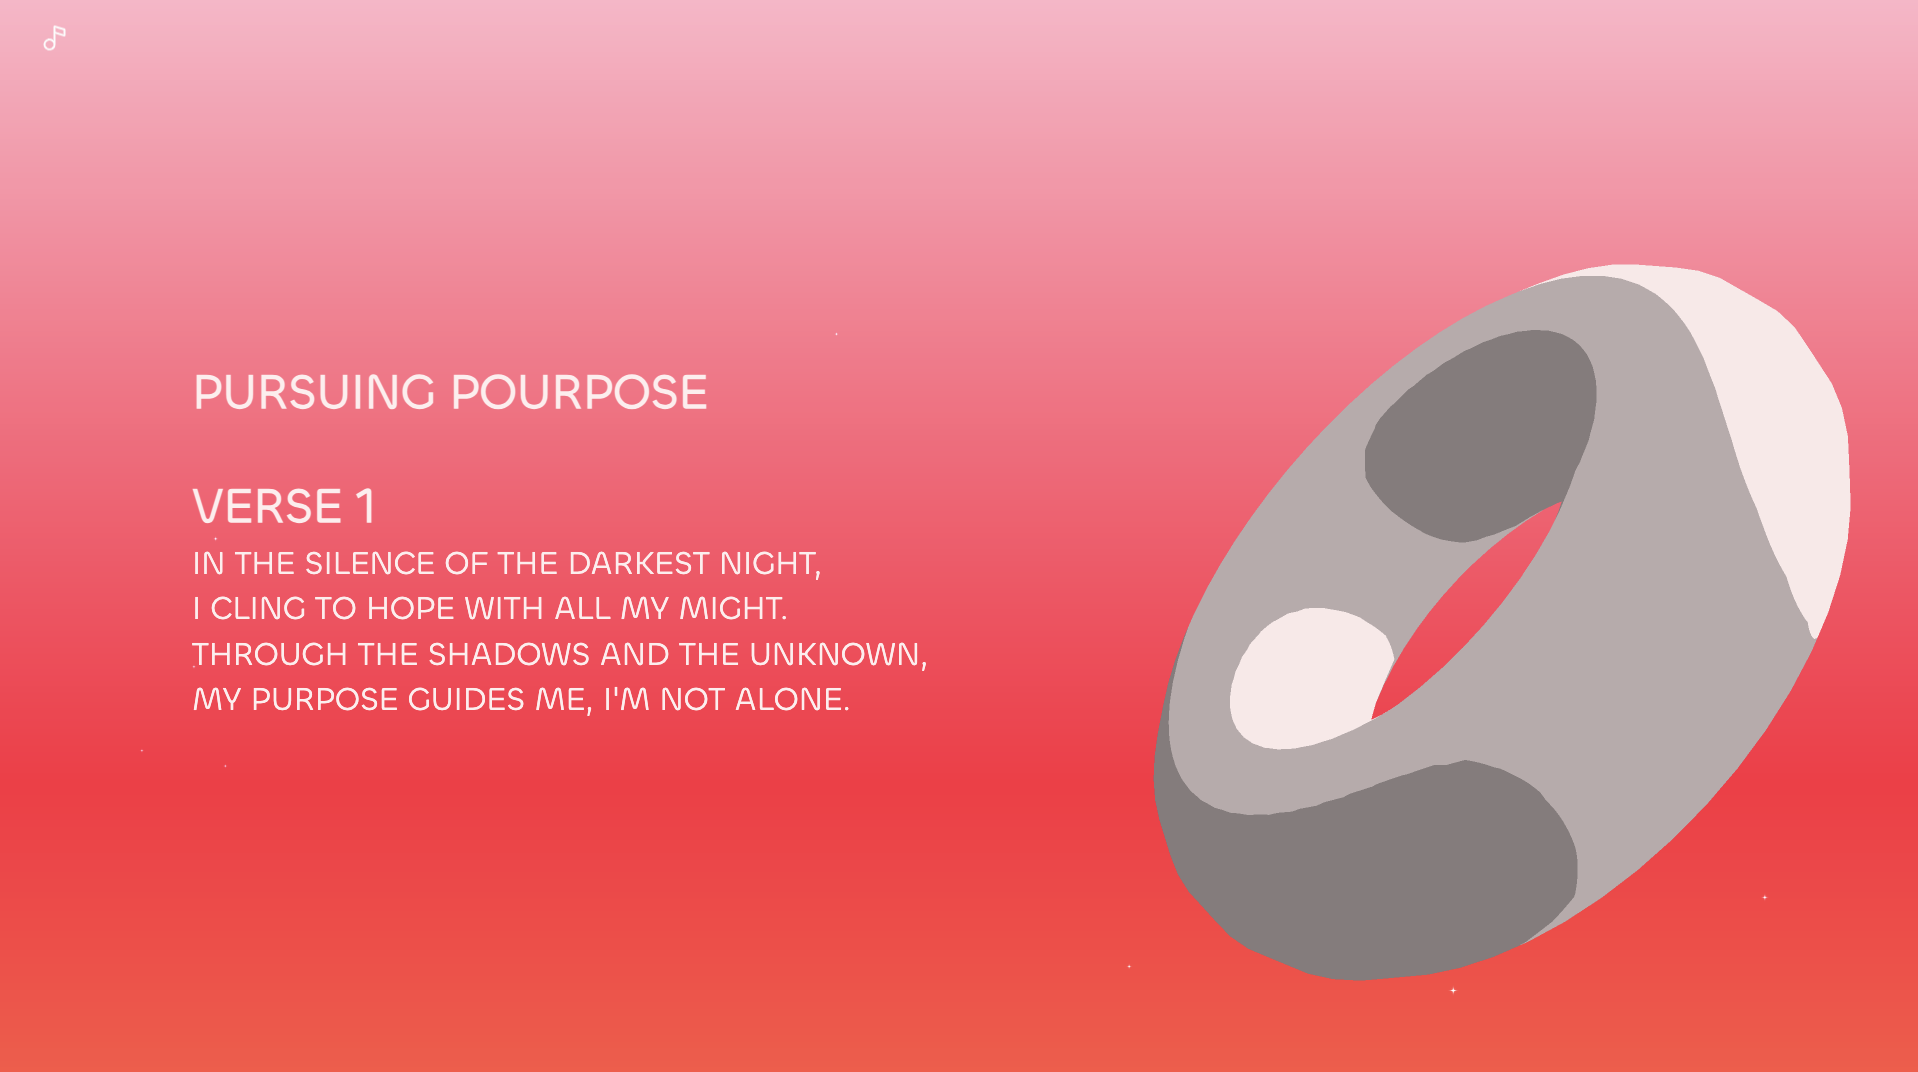 PURSUING POURPOSE
VERSE 1
IN THE SILENCE OF THE DARKEST NIGHT,
I CLING TO HOPE WITH ALL MY MIGHT.
THROUGH THE SHADOWS AND THE UNKNOWN,
MY PURPOSE GUIDES ME, I'M NOT ALONE.